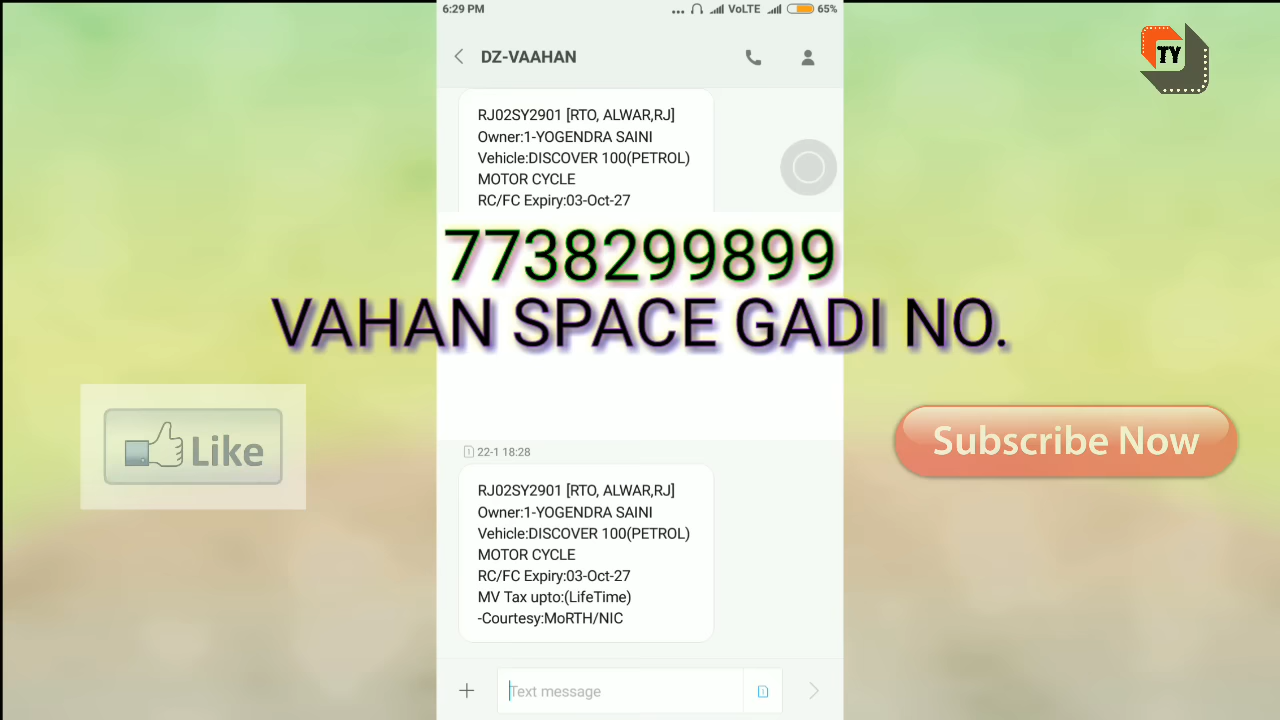 6:29 PM
VoLTE
65%
DZ-VAAHAN
TY
RJ02SY2901 [RTO, ALWAR,RJ]
Owner:1-YOGENDRA SAINI
Vehicle:DISCOVER 100(PETROL)
MOTOR CYCLE
RC/FC Expiry:03-Oct-27
7738299899
VAHAN SPACE GADI NO.
Like
Subscribe Now
1 22-1 18:28
RJ02SY2901 [RTO, ALWAR,RJ]
Owner:1-YOGENDRA SAINI
Vehicle:DISCOVER 100(PETROL)
MOTOR CYCLE
RC/FC Expiry:03-Oct-27
MV Tax upto:(LifeTime)
-Courtesy:MoRTH/NIC
Text message
1